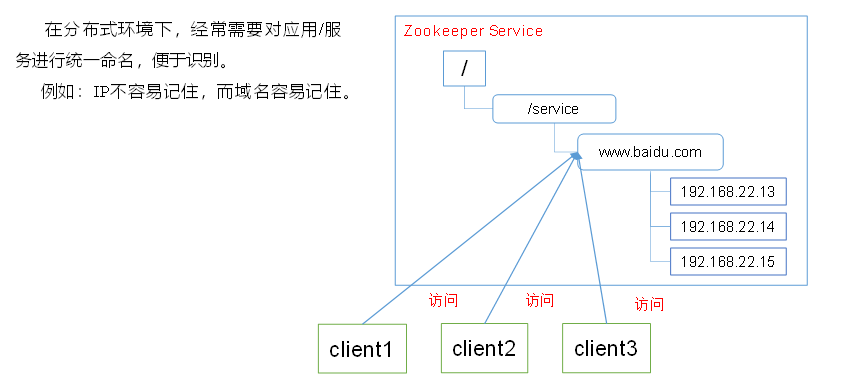 在分布式环境下，经常需要对应用/服
务进行统一命名，便于识别。
例如：IP不容易记住，而域名容易记住。
Zookeeper Service
/
/service
www.baidu.com
192.168.22.13
192.168.22.14
192.168.22.15
访问
访问
访问
client1
client2
client3